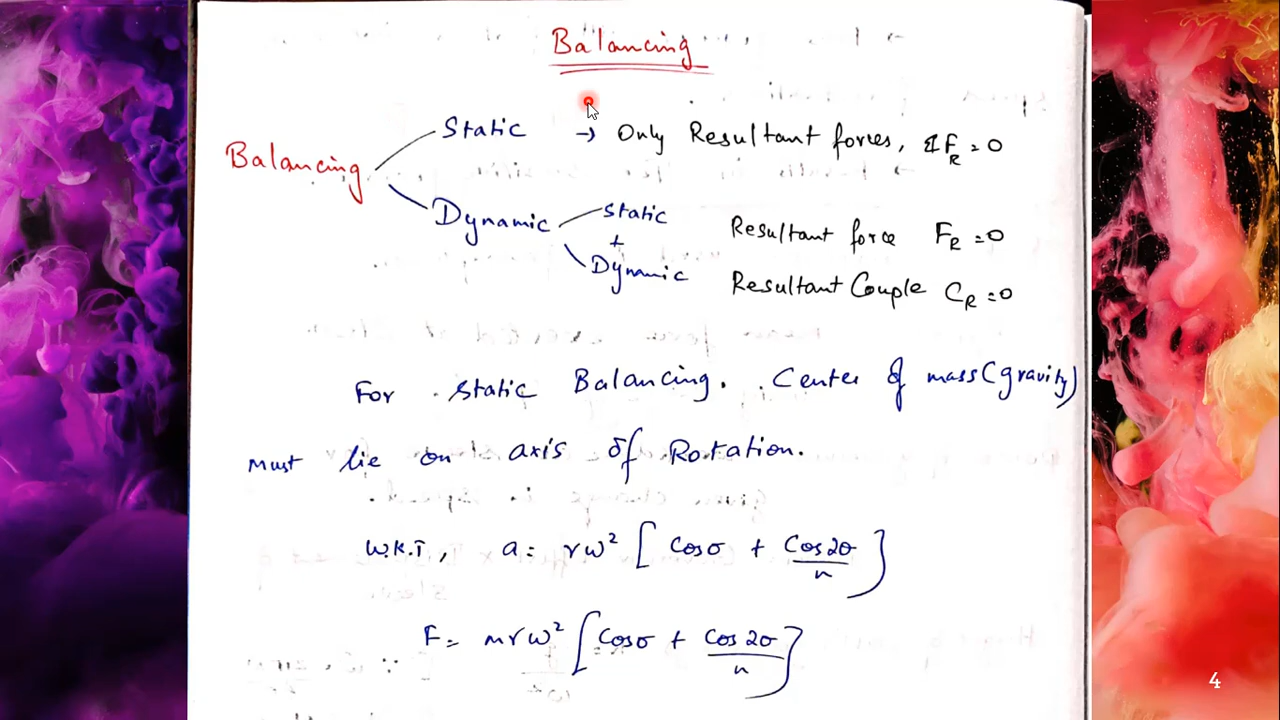 Balancing
Static → Only Resultant forces, ΣF_R = 0
Balancing
Dynamic
static
+
Dynamic
Resultant force F_R = 0
Resultant Couple C_R = 0
For static Balancing. Center of mass (gravity)
Must lie on axis of Rotation.
W.K.T, a = rω² [Cosθ + Cos2θ/n]
F = mrω² [Cosθ + Cos2θ/n]
4